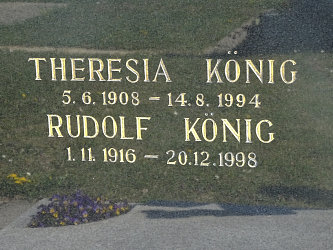 THERESIA KÖNIG
5.6.1908 – 14.8.1994
RUDOLF KÖNIG
1.11.1916 – 20.12.1998